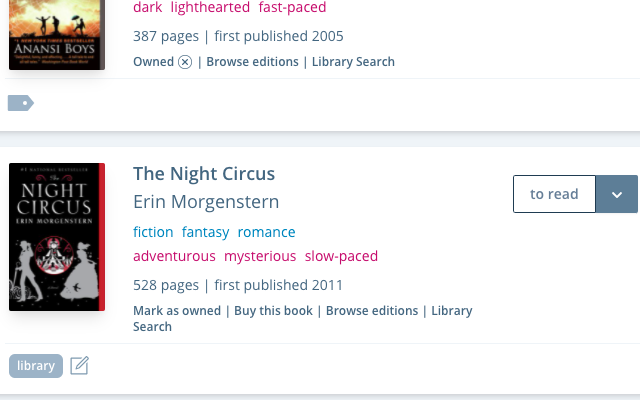 dark lighthearted fast-paced
ANANSI BOYS
387 pages | first published 2005
Owned | Browse editions | Library Search
The Night Circus
Erin Morgenstern
to read
#1 NATIONAL BESTSELLER
The
NIGHT
CIRCUS
ERIN MORGENSTERN
fiction fantasy romance
adventurous mysterious slow-paced
528 pages | first published 2011
Mark as owned | Buy this book | Browse editions | Library
Search
library